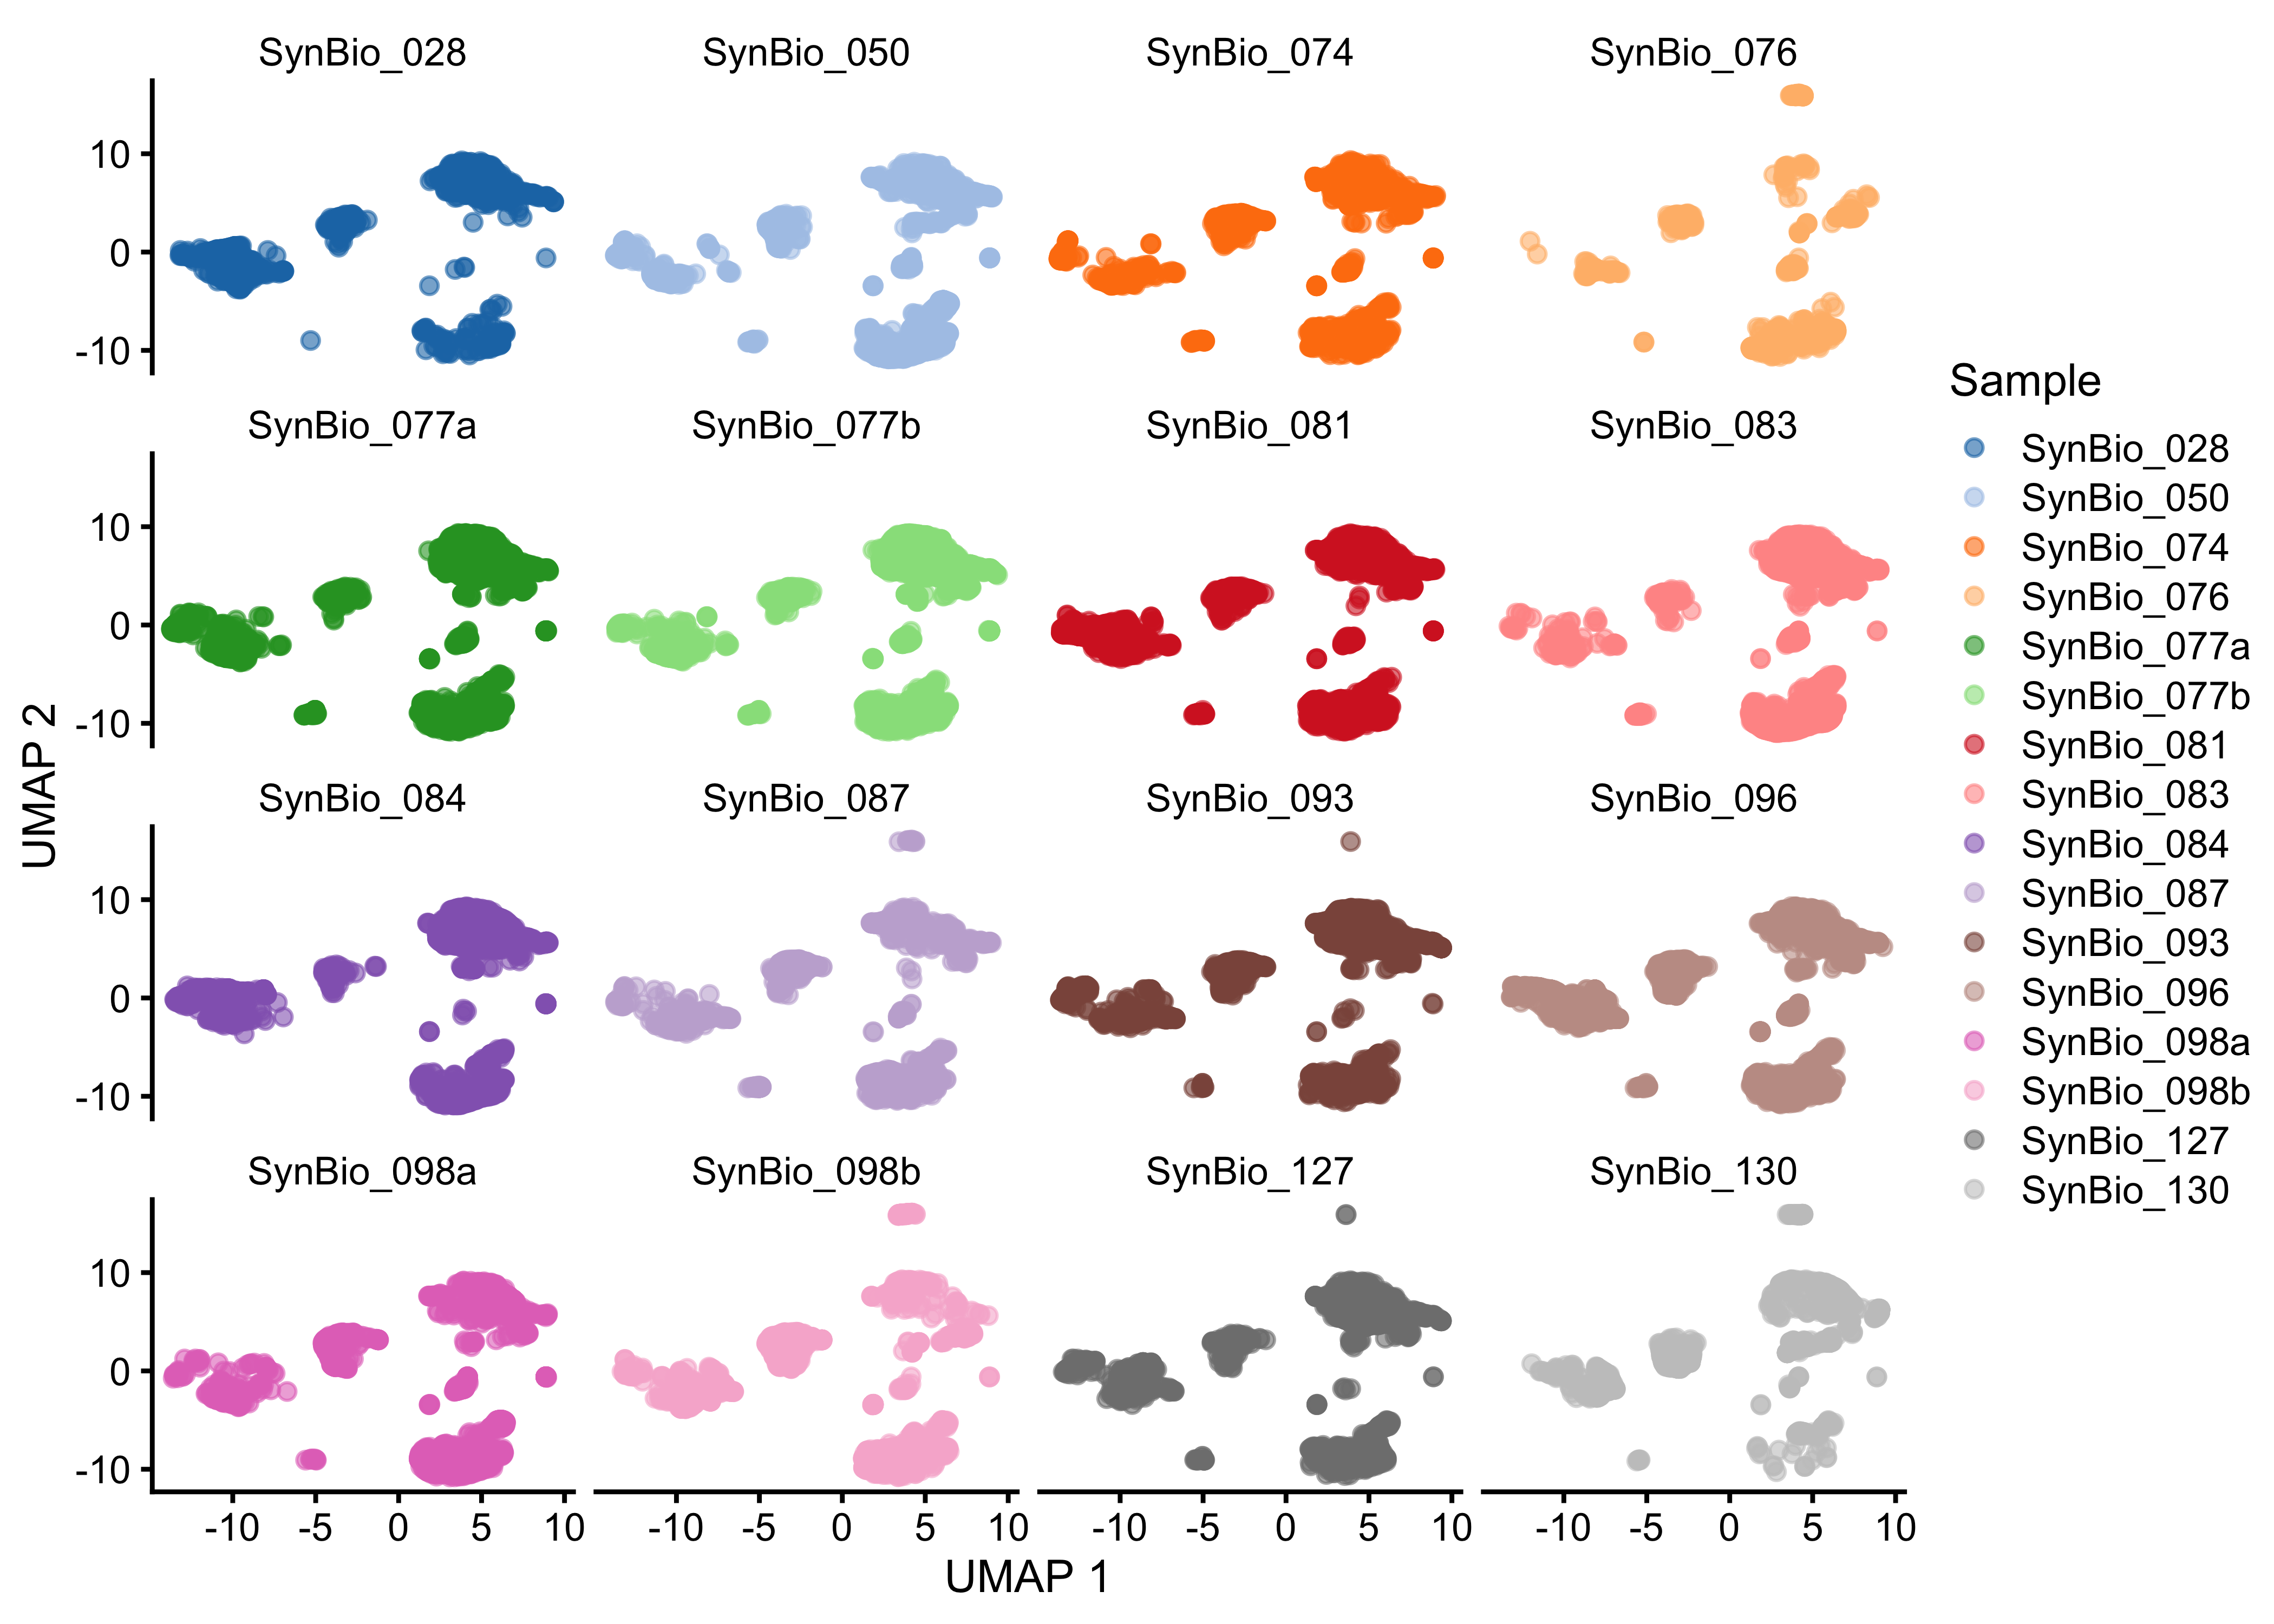 SynBio_028 SynBio_050 SynBio_074 SynBio_076
10
0
-10
SynBio_077a SynBio_077b SynBio_081 SynBio_083
10
0
-10
SynBio_084 SynBio_087 SynBio_093 SynBio_096
10
0
-10
SynBio_098a SynBio_098b SynBio_127 SynBio_130
10
0
-10
-10 -5 0 5 10 -10 -5 0 5 10 -10 -5 0 5 10 -10 -5 0 5 10
UMAP 1
UMAP 2
Sample
SynBio_028
SynBio_050
SynBio_074
SynBio_076
SynBio_077a
SynBio_077b
SynBio_081
SynBio_083
SynBio_084
SynBio_087
SynBio_093
SynBio_096
SynBio_098a
SynBio_098b
SynBio_127
SynBio_130